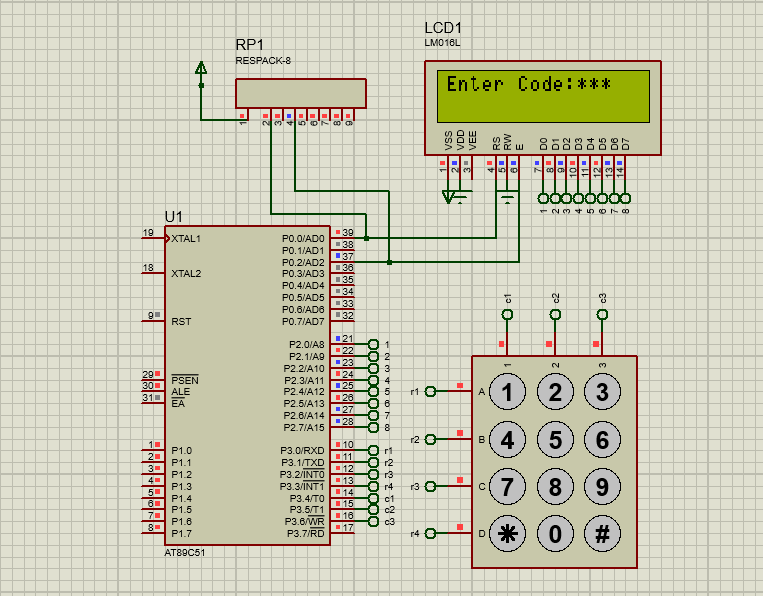 LCD1
LM016L
RP1
RESPACK-8
Enter Code:***
VSS VDD VEE RS RW E D0 D1 D2 D3 D4 D5 D6 D7
1 2 3 4 5 6 7 8 9
1 2 3 4 5 6 7 8 9 10 11 12 13 14
1 2 3 4 5 6 7 8
U1
19 XTAL1 P0.0/AD0 39
P0.1/AD1 38
P0.2/AD2 37
18 XTAL2 P0.3/AD3 36
P0.4/AD4 35
P0.5/AD5 34
P0.6/AD6 33
9 RST P0.7/AD7 32
P2.0/A8 21 1
P2.1/A9 22 2
P2.2/A10 23 3
29 PSEN P2.3/A11 24 4
30 ALE P2.4/A12 25 5
31 EA P2.5/A13 26 6
P2.6/A14 27 7
P2.7/A15 28 8
1 P1.0 P3.0/RXD 10 r1
2 P1.1 P3.1/TXD 11 r2
3 P1.2 P3.2/INT0 12 r3
4 P1.3 P3.3/INT1 13 r4
5 P1.4 P3.4/T0 14 c1
6 P1.5 P3.5/T1 15 c2
7 P1.6 P3.6/WR 16 c3
8 P1.7 P3.7/RD 17
AT89C51
c1 c2 c3
1 2 3
r1 A 1 2 3
r2 B 4 5 6
r3 C 7 8 9
r4 D * 0 #